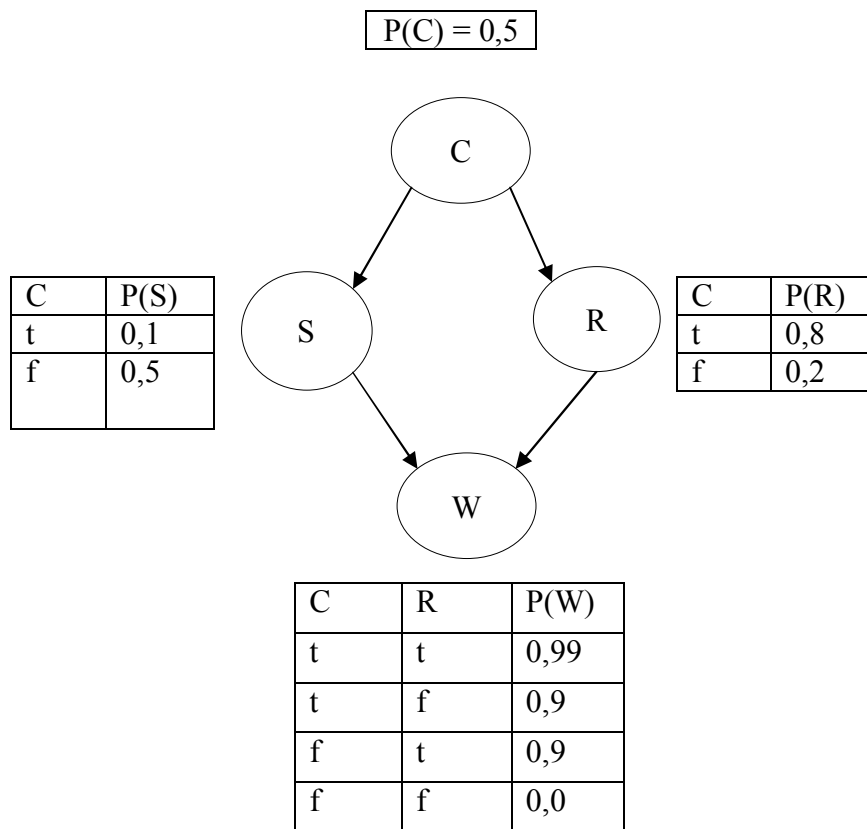 P(C) = 0,5
C
S
R
W
C P(S)
t 0,1
f 0,5
C P(R)
t 0,8
f 0,2
C R P(W)
t t 0,99
t f 0,9
f t 0,9
f f 0,0